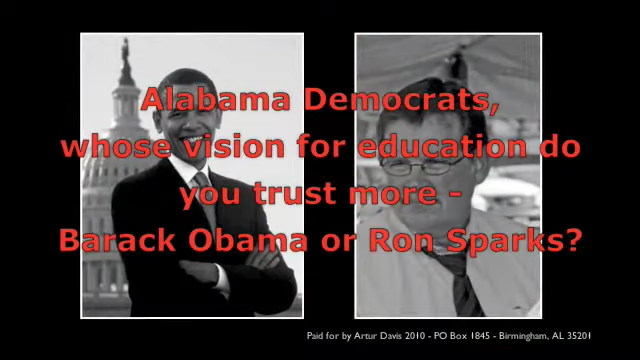 Alabama Democrats,
whose vision for education do
you trust more -
Barack Obama or Ron Sparks?
Paid for by Artur Davis 2010 - PO Box 1845 - Birmingham, AL 35201